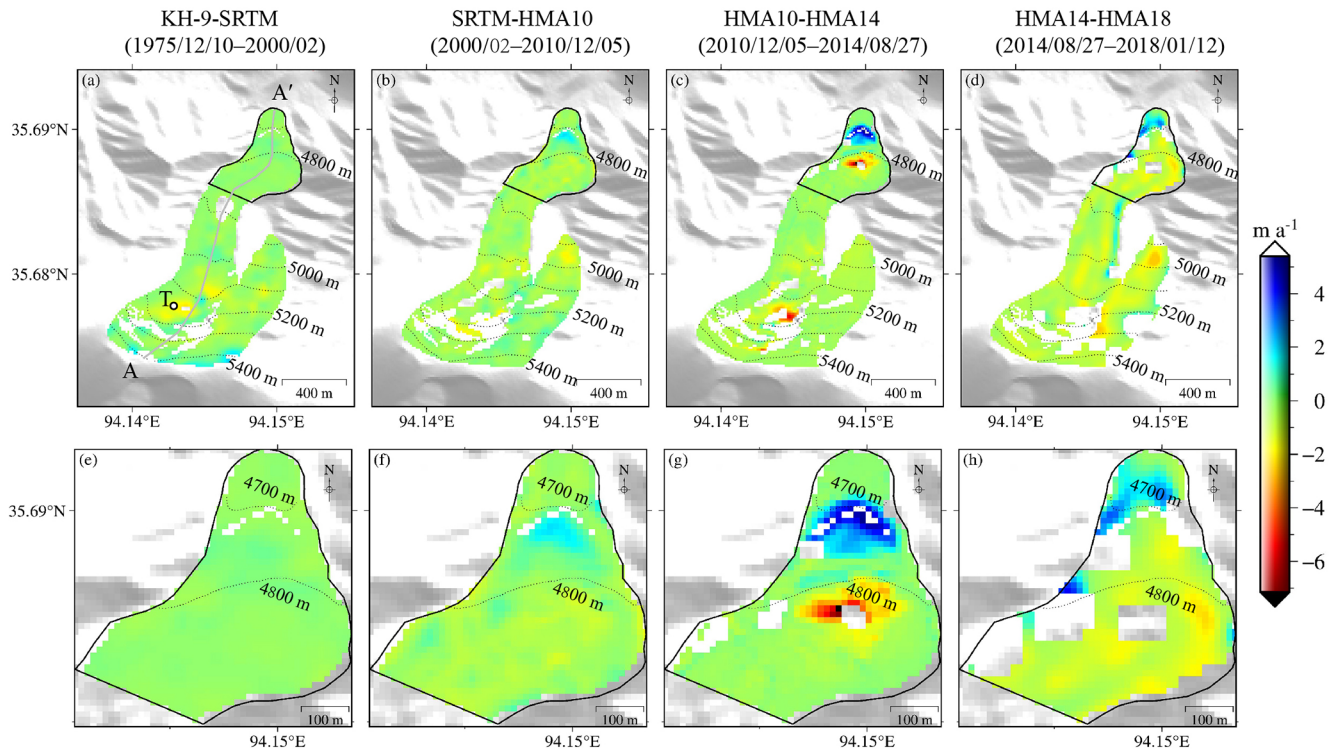 KH-9-SRTM
(1975/12/10–2000/02)
SRTM-HMA10
(2000/02–2010/12/05)
HMA10-HMA14
(2010/12/05–2014/08/27)
HMA14-HMA18
(2014/08/27–2018/01/12)
(a)
N
A′
35.69°N
4800 m
35.68°N
5000 m
T
5200 m
A
5400 m
400 m
94.14°E
94.15°E
(b)
N
4800 m
5000 m
5200 m
5400 m
400 m
94.14°E
94.15°E
(c)
N
4800 m
5000 m
5200 m
5400 m
400 m
94.14°E
94.15°E
(d)
N
4800 m
5000 m
5200 m
5400 m
400 m
94.14°E
94.15°E
m a-1
4
2
0
−2
−4
−6
(e)
N
4700 m
35.69°N
4800 m
100 m
94.15°E
(f)
N
4700 m
4800 m
100 m
94.15°E
(g)
N
4700 m
4800 m
100 m
94.15°E
(h)
N
4700 m
4800 m
100 m
94.15°E